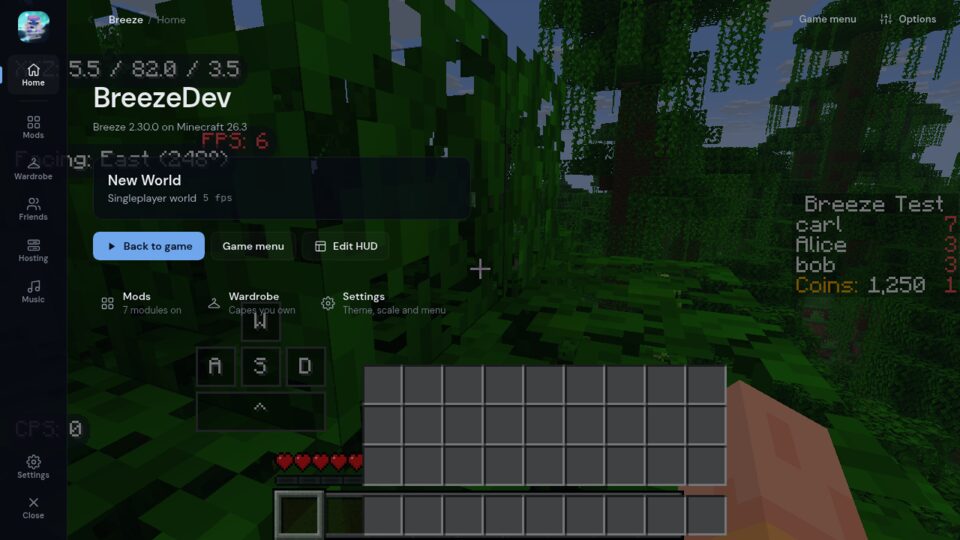 Breeze / Home
Game menu
Options
Home
XYZ: 5.5 / 82.0 / 3.5
BreezeDev
Breeze 2.30.0 on Minecraft 26.3
FPS: 6
Mods
Facing: East (248º)
Wardrobe
New World
Singleplayer world 5 fps
Friends
Breeze Test
carl 7
Alice 3
bob 3
Coins: 1,250 1
Back to game
Game menu
Edit HUD
Hosting
Music
Mods
7 modules on
Wardrobe
Capes you own
Settings
Theme, scale and menu
W
A S D
^
CPS: 0
Settings
Close